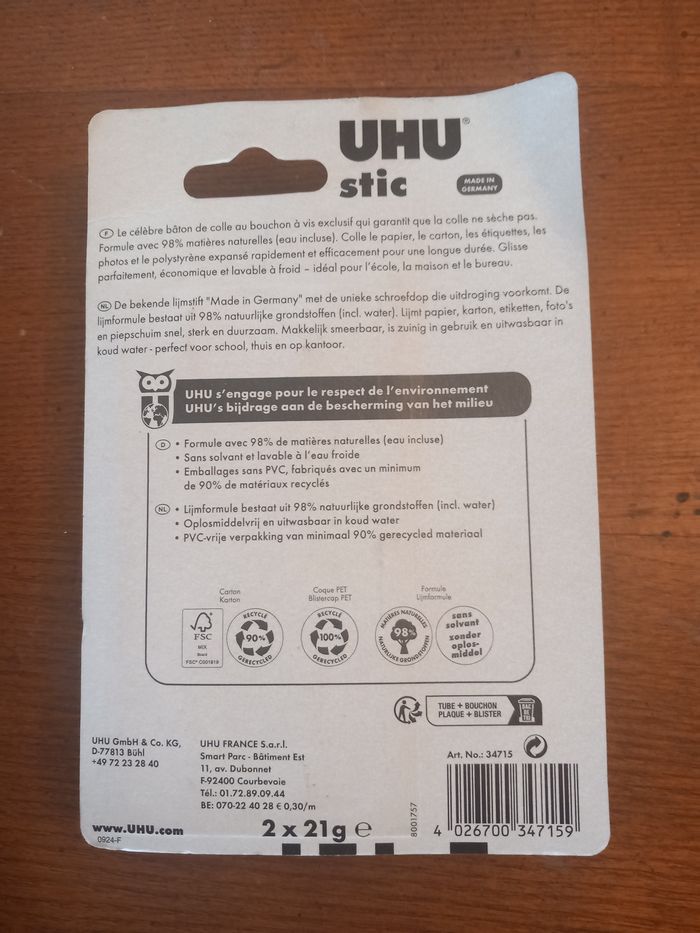 UHU®
stic
MADE IN
GERMANY
F Le célèbre bâton de colle au bouchon à vis exclusif qui garantit que la colle ne sèche pas.
Formule avec 98% matières naturelles (eau incluse). Colle le papier, le carton, les étiquettes, les
photos et le polystyrène expansé rapidement et efficacement pour une longue durée. Glisse
parfaitement, économique et lavable à froid – idéal pour l'école, la maison et le bureau.
NL De bekende lijmstift "Made in Germany" met de unieke schroefdop die uitdroging voorkomt. De
lijmformule bestaat uit 98% natuurlijke grondstoffen (incl. water). Lijmt papier, karton, etiketten, foto's
en piepschuim snel, sterk en duurzaam. Makkelijk smeerbar, is zuinig in gebruik en uitwasbaar in
koud water - perfect voor school, thuis en op kantoor.
UHU s'engage pour le respect de l'environnement
UHU's bijdrage aan de bescherming van het milieu
D • Formule avec 98% de matières naturelles (eau incluse)
• Sans solvant et lavable à l'eau froide
• Emballages sans PVC, fabriqués avec un minimum
de 90% de matériaux recyclés
NL • Lijmformule bestaat uit 98% natuurlijke grondstoffen (incl. water)
• Oplosmiddelvrij en uitwasbaar in koud water
• PVC-vrije verpakking van minimaal 90% gerecycled materiaal
Carton
Karton
Coque PET
Blistercap PET
Formule
Lijmformule
FSC
MIX
Board
FSC® C001819
RECYCLÉ
90%
GERECYCLED
RECYCLÉ
100%
GERECYCLED
MATIÈRES NATURELLES
98%
NATUURLIJKE GRONDSTOFFEN
sans
solvant
zonder
oplos-
middel
TUBE + BOUCHON
PLAQUE + BLISTER
BAC
DE
TRI
UHU GmbH & Co. KG,
D-77813 Bühl
+49 72 23 28 40
UHU FRANCE S.a.r.l.
Smart Parc - Bâtiment Est
11, av. Dubonnet
F-92400 Courbevoie
Tél.: 01.72.89.09.44
BE: 070-22 40 28 € 0,30/m
Art. No.: 34715
www.UHU.com
0924-F
2 x 21g e
8001757
4 026700 347159